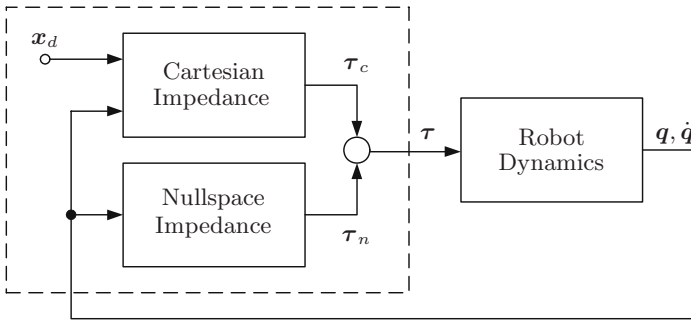 x_d
Cartesian
Impedance
τ_c
τ
Robot
Dynamics
q, q̇
Nullspace
Impedance
τ_n